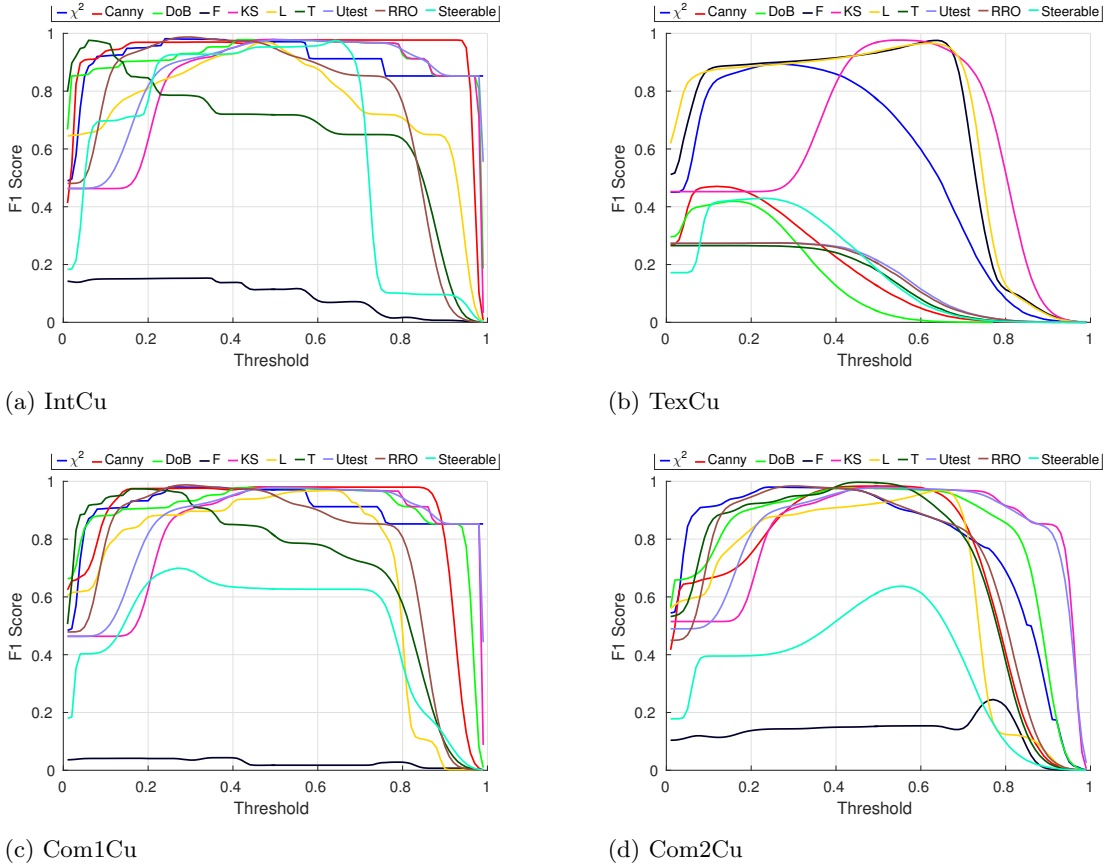 χ² Canny DoB F KS L T Utest RRO Steerable
χ² Canny DoB F KS L T Utest RRO Steerable
1
1
0.8
0.8
0.6
0.6
F1 Score
F1 Score
0.4
0.4
0.2
0.2
0
0
0 0.2 0.4 0.6 0.8 1
0 0.2 0.4 0.6 0.8 1
Threshold
Threshold
(a) IntCu
(b) TexCu
χ² Canny DoB F KS L T Utest RRO Steerable
χ² Canny DoB F KS L T Utest RRO Steerable
1
1
0.8
0.8
0.6
0.6
F1 Score
F1 Score
0.4
0.4
0.2
0.2
0
0
0 0.2 0.4 0.6 0.8 1
0 0.2 0.4 0.6 0.8 1
Threshold
Threshold
(c) Com1Cu
(d) Com2Cu